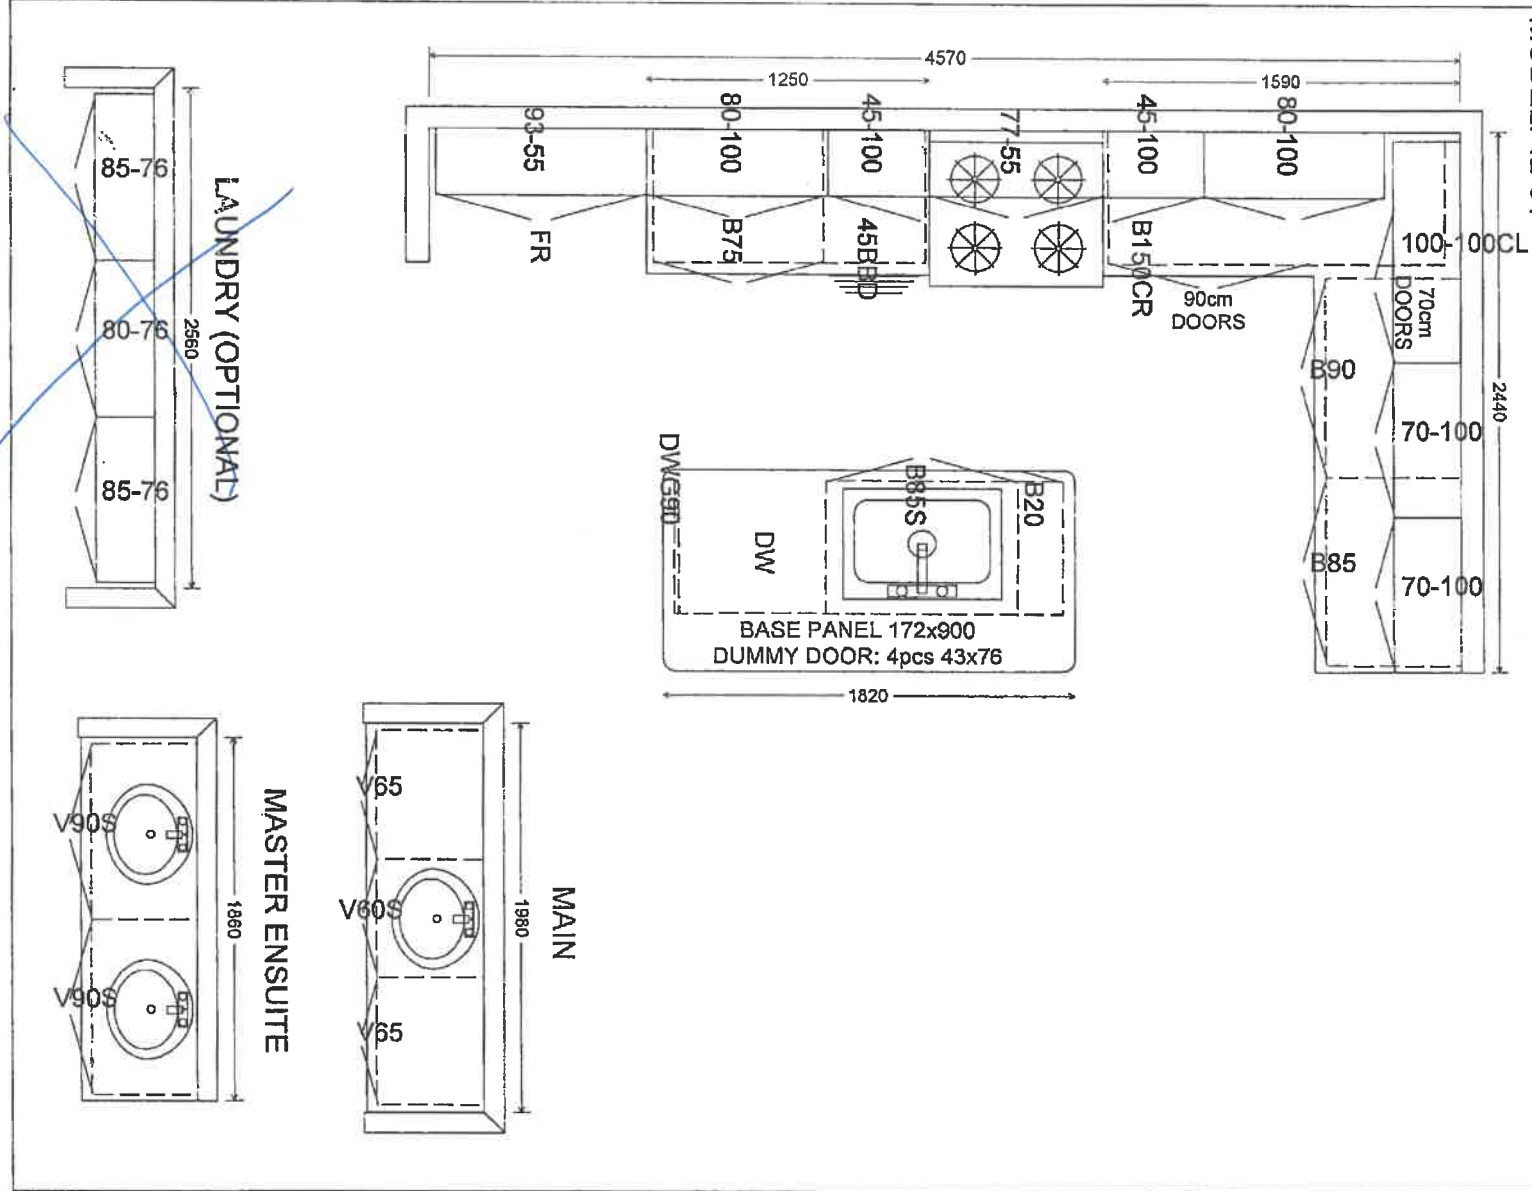 4570
1250
1590
93-55
80-100
45-100
77-55
45-100
80-100
FR
B75
45BBD
B150CR
90cm
DOORS
100-100CL
70cm
DOORS
2440
B90
70-100
B85
70-100
LAUNDRY (OPTIONAL)
2560
85-76
80-76
85-76
DWG90
DW
B85S
B20
BASE PANEL 172x900
DUMMY DOOR: 4pcs 43x76
1820
MASTER ENSUITE
1860
V90S
V90S
MAIN
1980
V65
V60S
V65